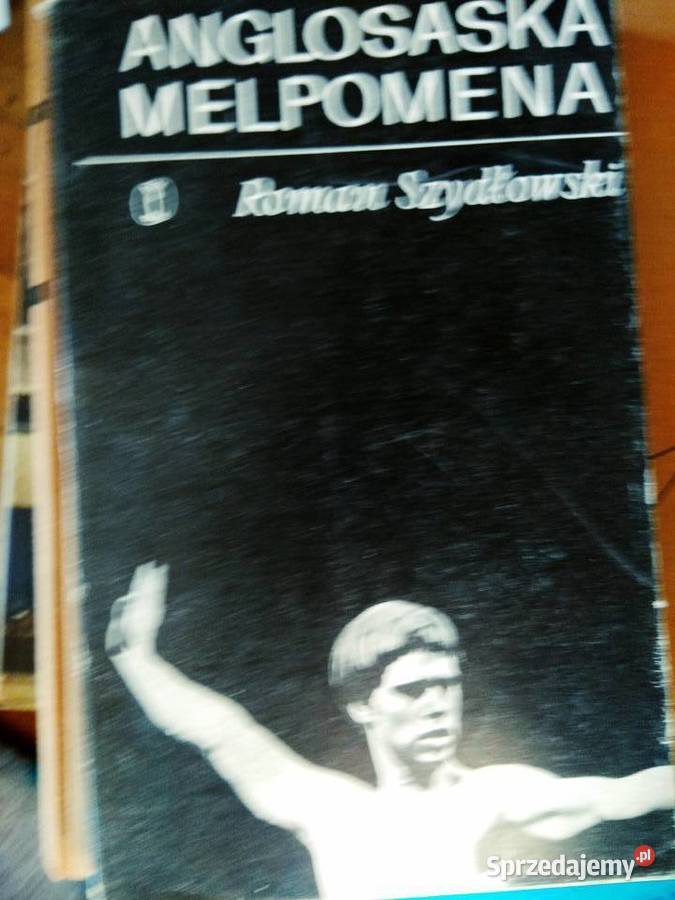 ANGLOSASKA
MELPOMENA
Roman Szydłowski
Sprzedajemy.pl